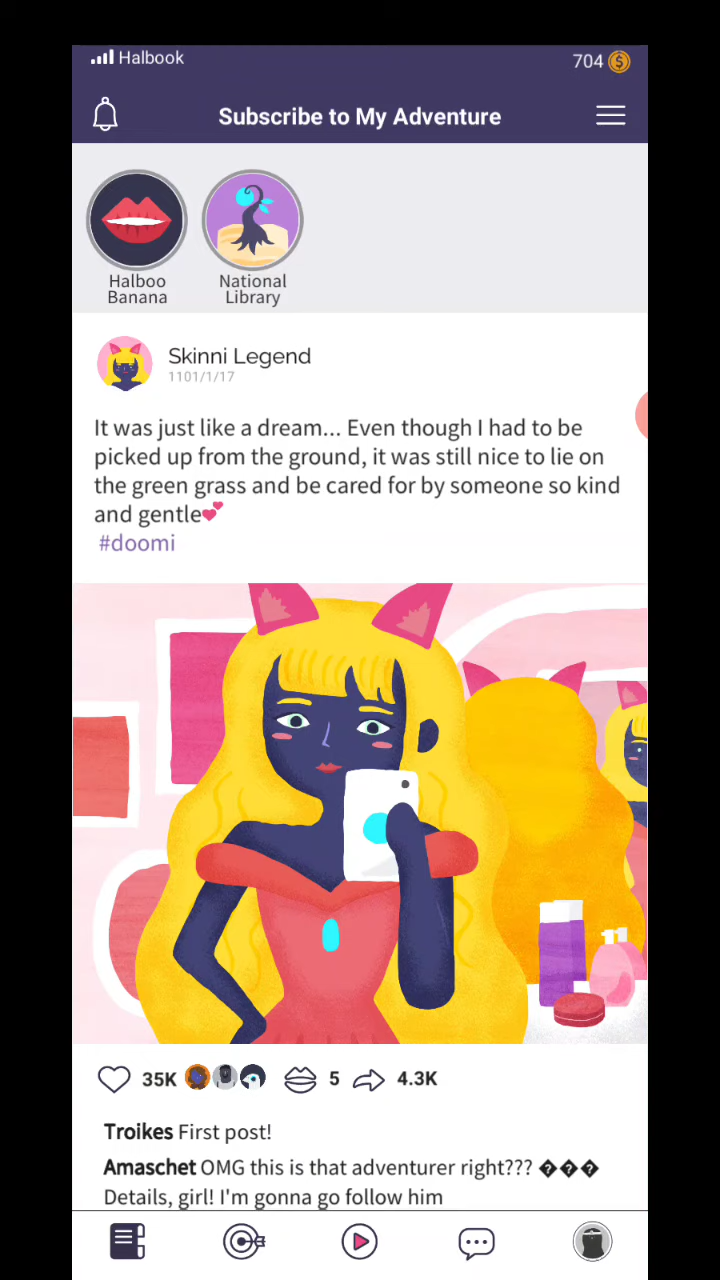 Halbook
704
Subscribe to My Adventure
Halboo
Banana
National
Library
Skinni Legend
1101/1/17
It was just like a dream... Even though I had to be
picked up from the ground, it was still nice to lie on
the green grass and be cared for by someone so kind
and gentle💕
#doomi
35K 5 4.3K
Troikes First post!
Amaschet OMG this is that adventurer right??? ���
Details, girl! I'm gonna go follow him